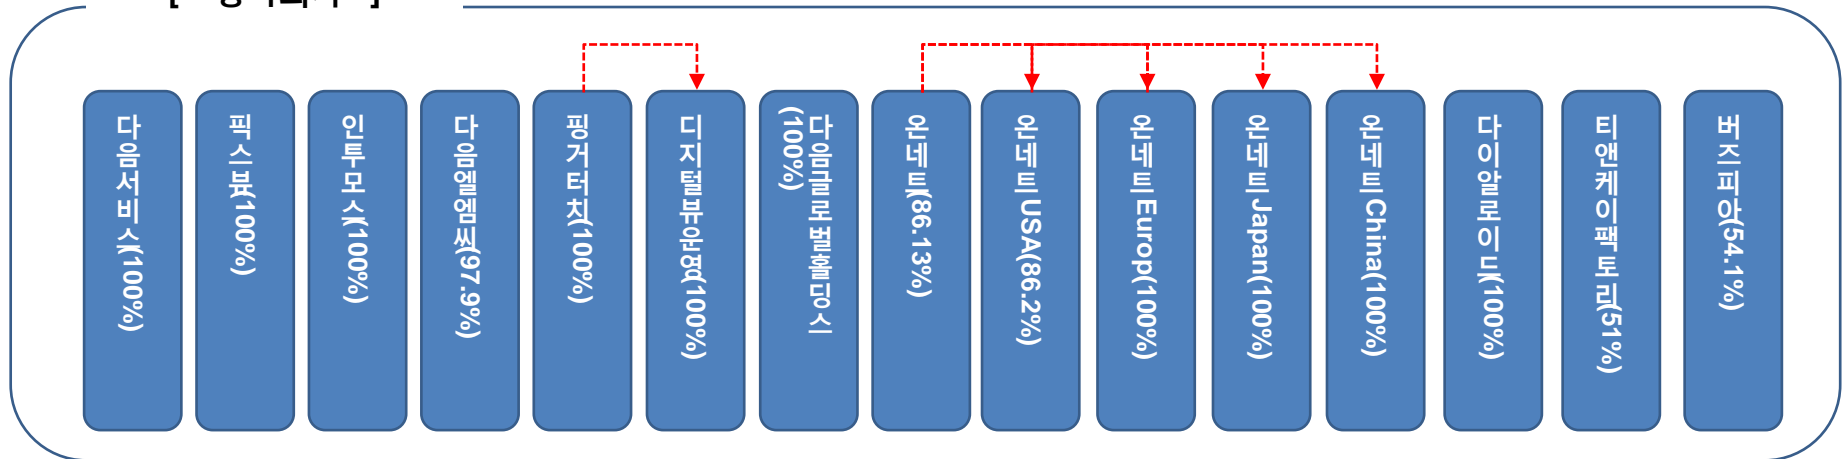 다음서비스(100%)
픽스뷰(100%)
인투모스(100%)
다음엘엠씨(97.9%)
핑거터치(100%)
디지털뷰운영(100%)
다음글로벌홀딩스
(100%)
온네트(86.13%)
온네트USA(86.2%)
온네트Europ(100%)
온네트Japan(100%)
온네트China(100%)
다이알로이드(100%)
티앤케이팩토리(51%)
버즈피아(54.1%)